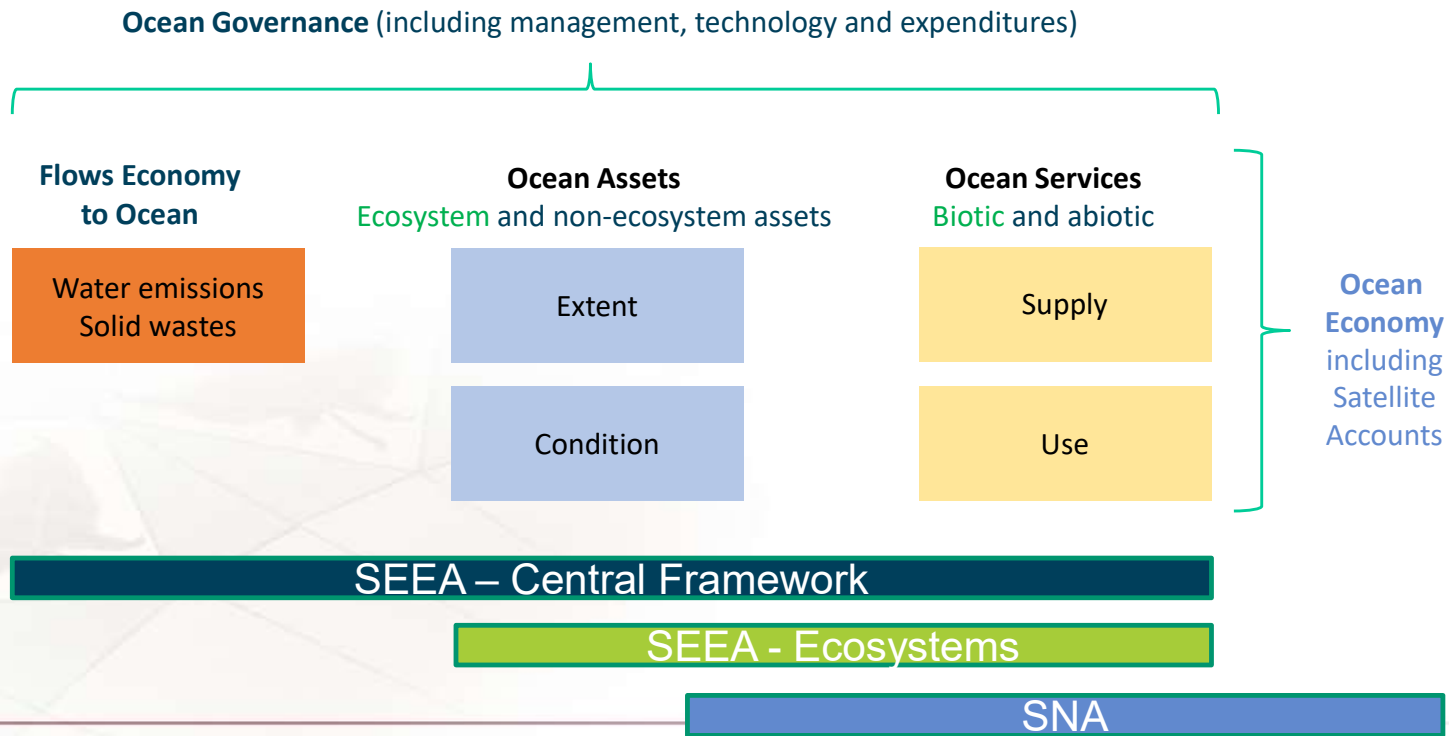 Ocean Governance (including management, technology and expenditures)
Flows Economy
to Ocean
Water emissions
Solid wastes
Ocean Assets
Ecosystem and non-ecosystem assets
Extent
Condition
Ocean Services
Biotic and abiotic
Supply
Use
Ocean
Economy
including
Satellite
Accounts
SEEA – Central Framework
SEEA - Ecosystems
SNA